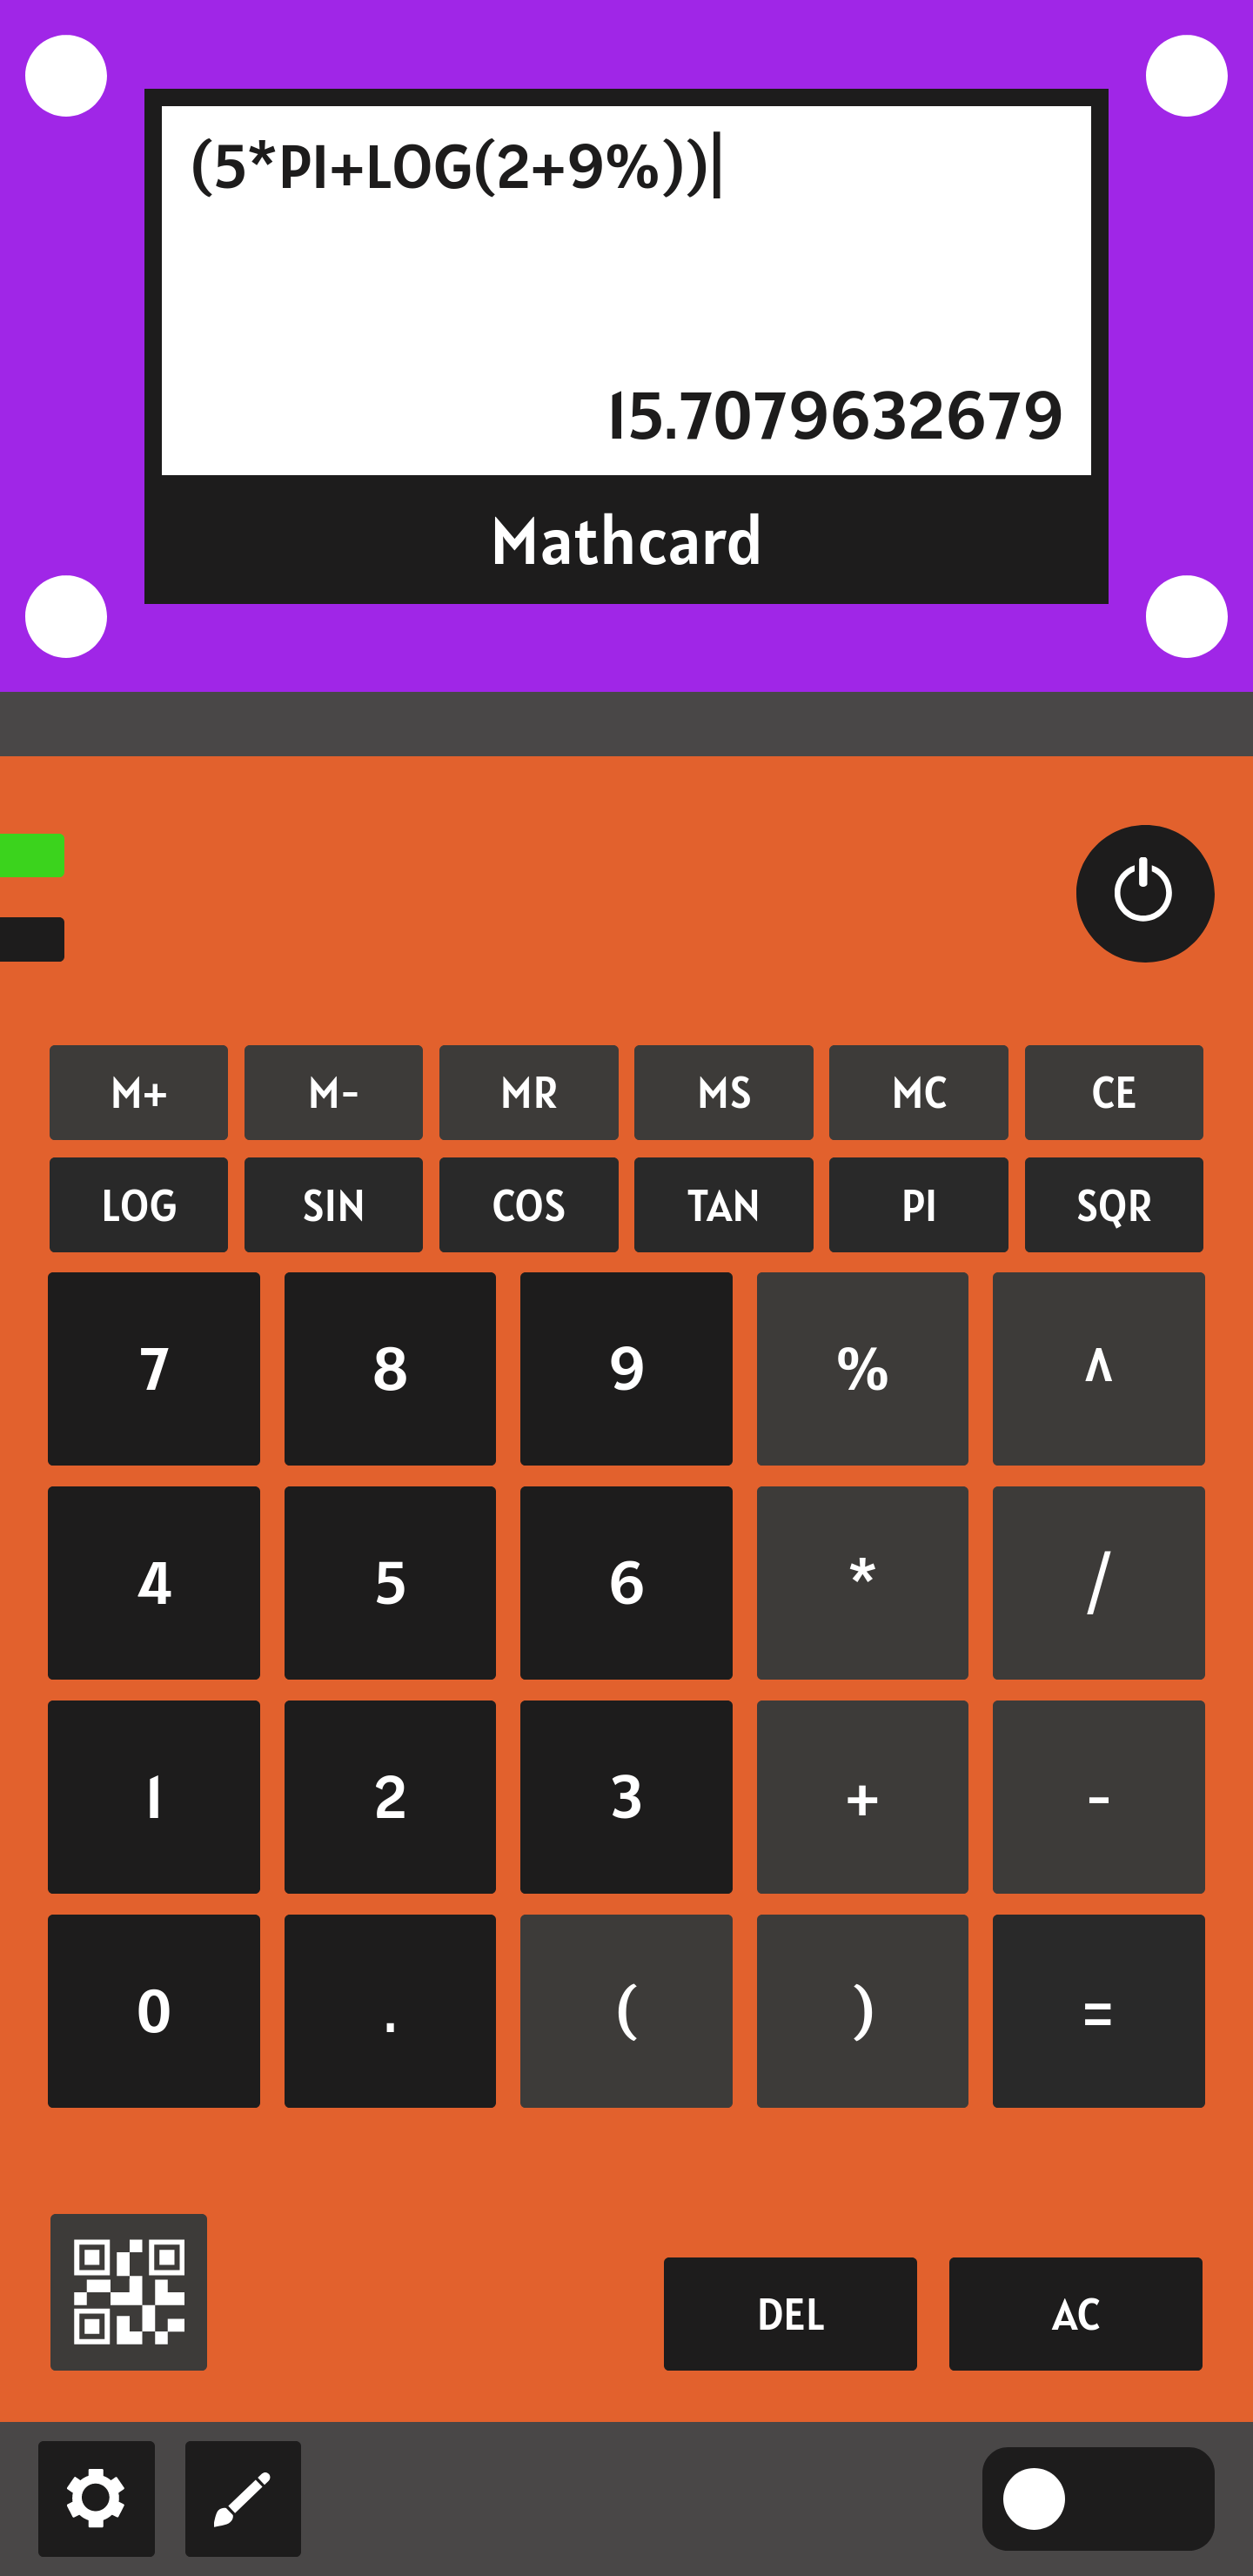 (5*PI+LOG(2+9%))
15.7079632679
Mathcard
M+ M- MR MS MC CE
LOG SIN COS TAN PI SQR
7 8 9 % ^
4 5 6 * /
1 2 3 + -
0 . ( ) =
DEL AC